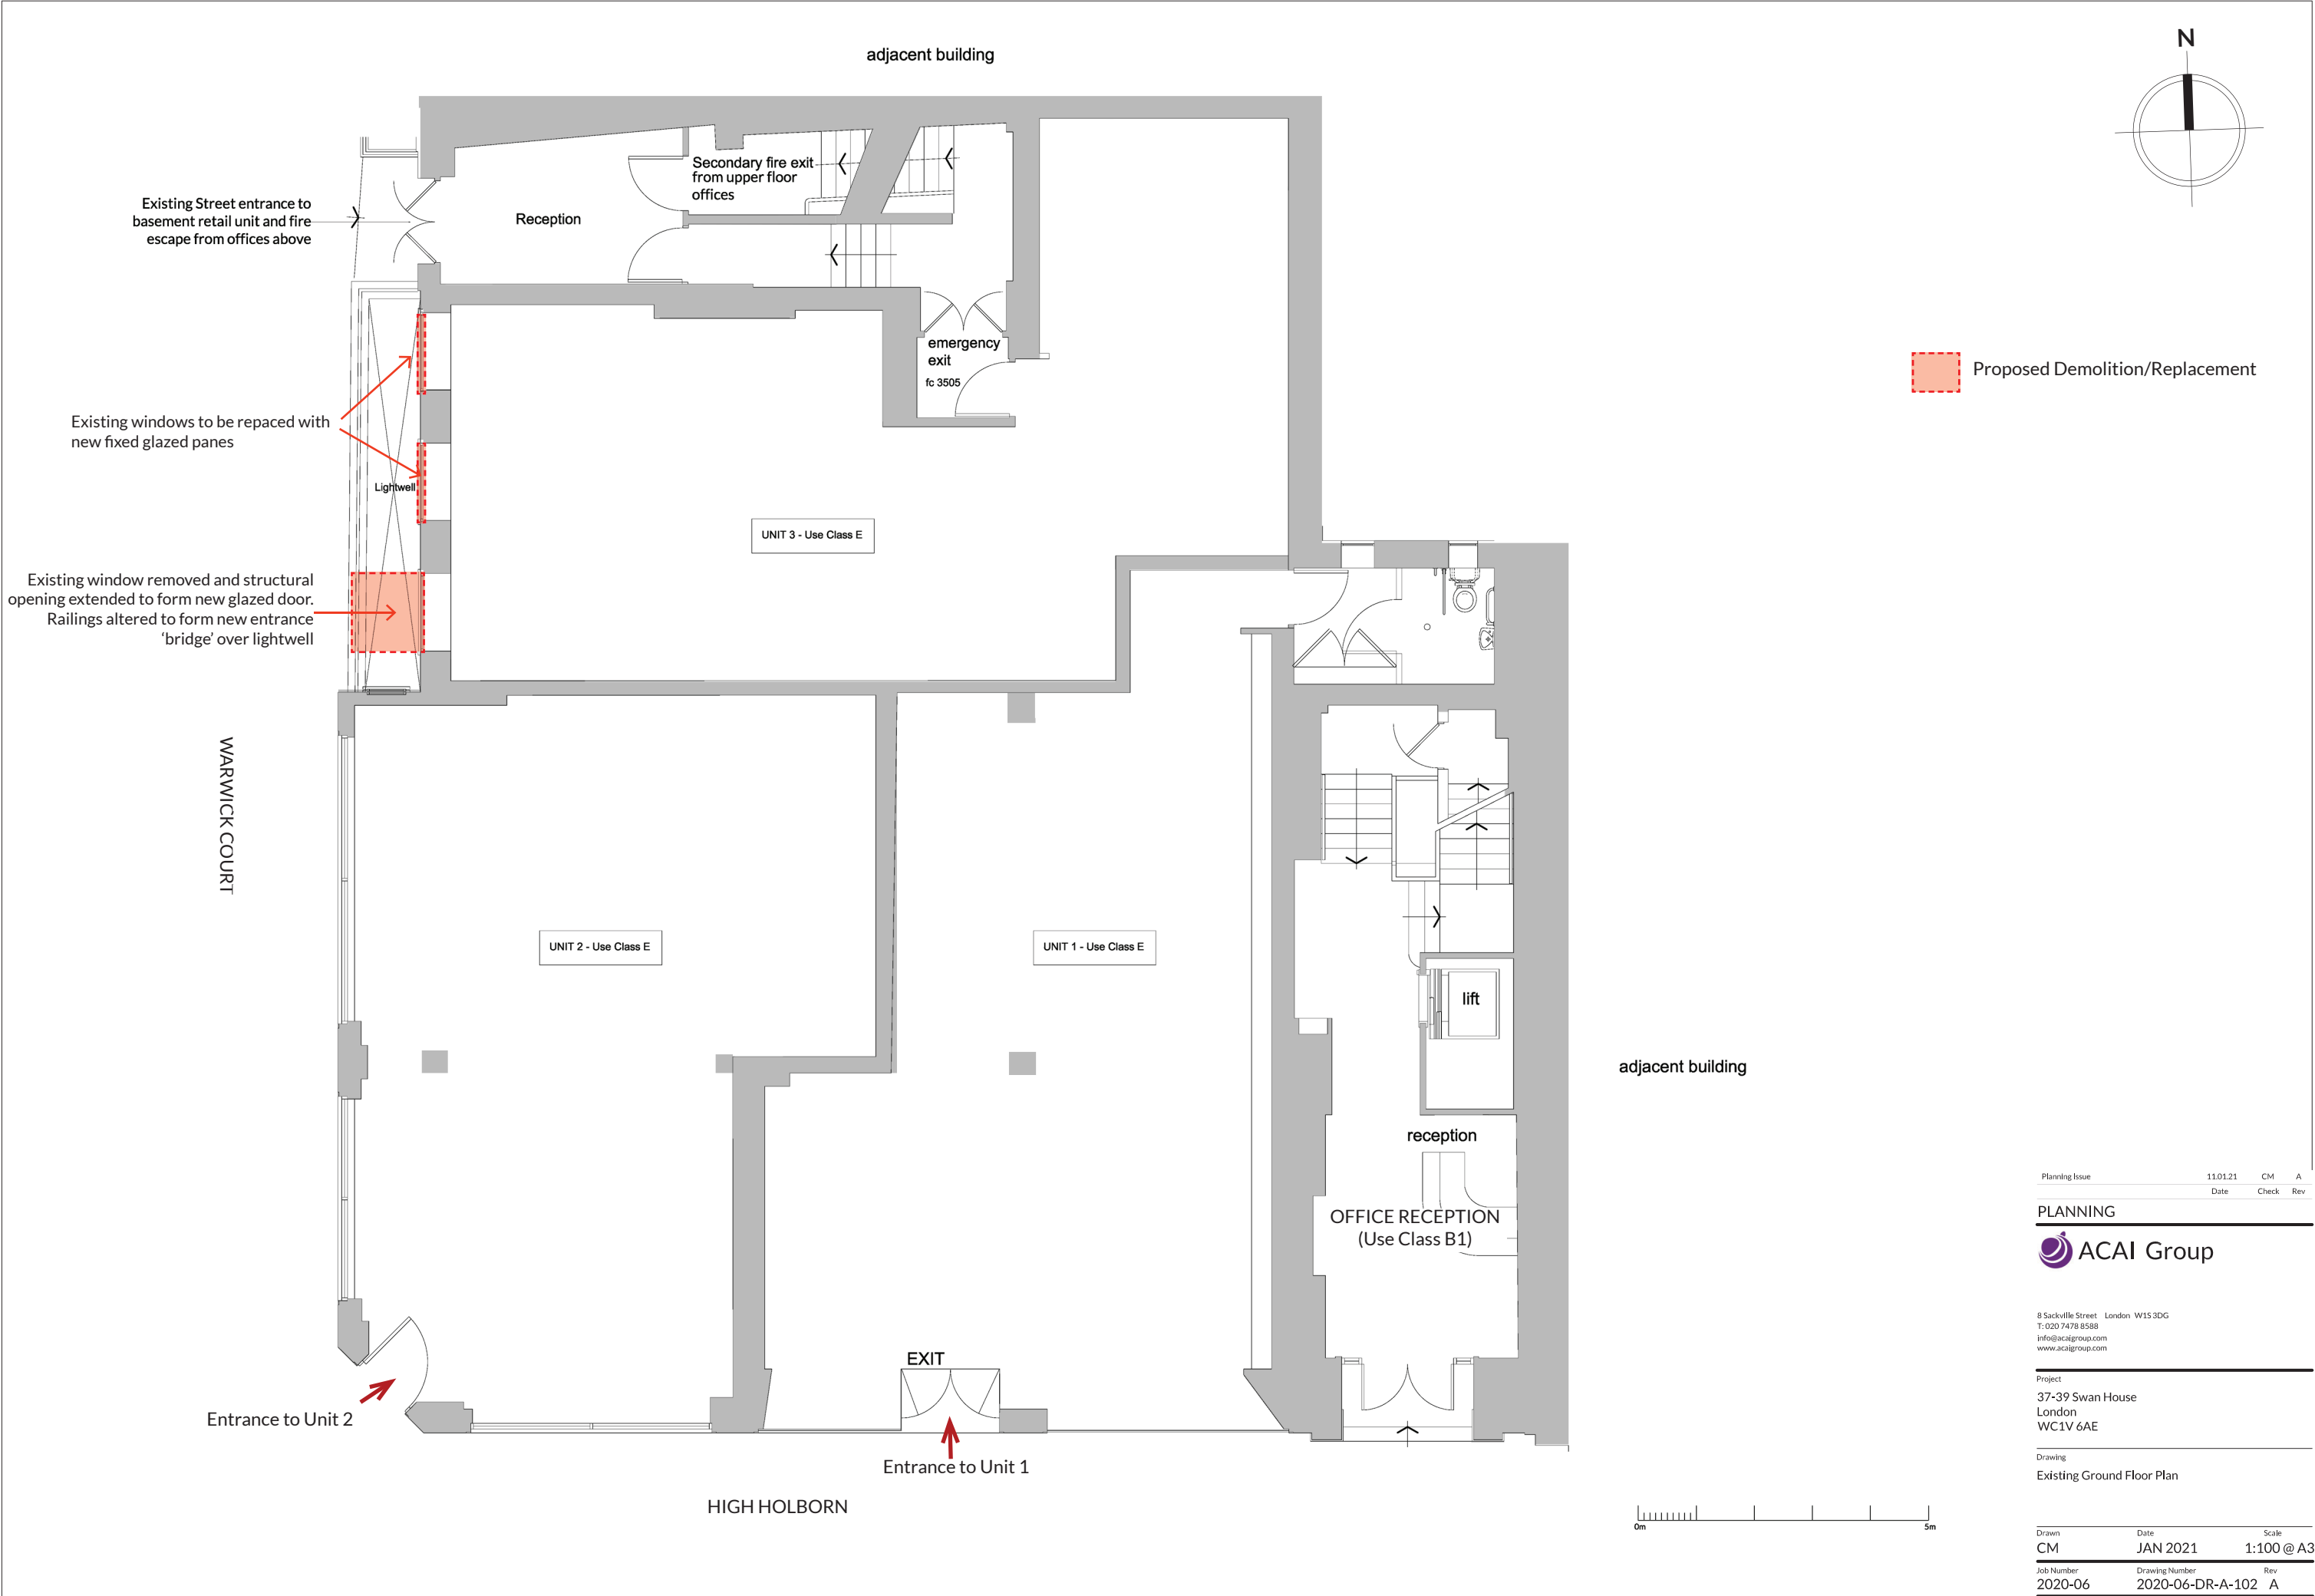 adjacent building
N
Existing Street entrance to
basement retail unit and fire
escape from offices above
Reception
Secondary fire exit
from upper floor
offices
emergency
exit
fc 3505
Proposed Demolition/Replacement
Existing windows to be repaced with
new fixed glazed panes
Lightwell
UNIT 3 - Use Class E
Existing window removed and structural
opening extended to form new glazed door.
Railings altered to form new entrance
‘bridge’ over lightwell
WARWICK COURT
UNIT 2 - Use Class E
UNIT 1 - Use Class E
lift
adjacent building
reception
OFFICE RECEPTION
(Use Class B1)
EXIT
Entrance to Unit 2
Entrance to Unit 1
HIGH HOLBORN
0m
5m
Planning Issue 11.01.21 CM A
Date Check Rev
PLANNING
ACAI Group
8 Sackville Street London W1S 3DG
T: 020 7478 8588
info@acaigroup.com
www.acaigroup.com
Project
37-39 Swan House
London
WC1V 6AE
Drawing
Existing Ground Floor Plan
Drawn Date Scale
CM JAN 2021 1:100 @ A3
Job Number Drawing Number Rev
2020-06 2020-06-DR-A-102 A